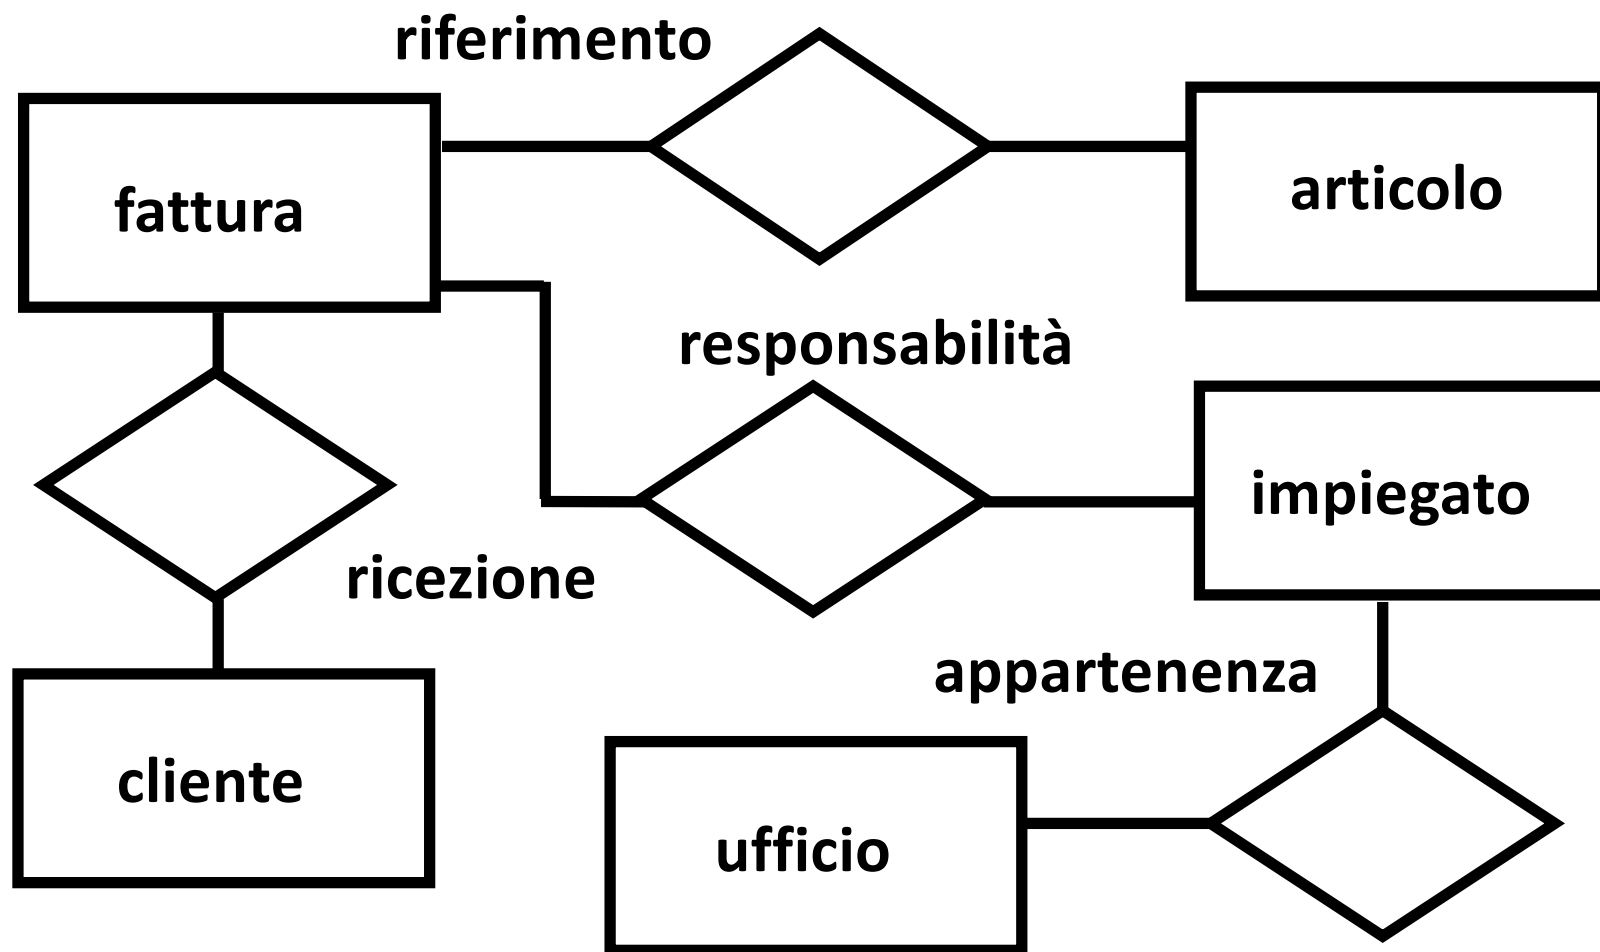 riferimento
fattura
articolo
responsabilità
impiegato
ricezione
appartenenza
cliente
ufficio